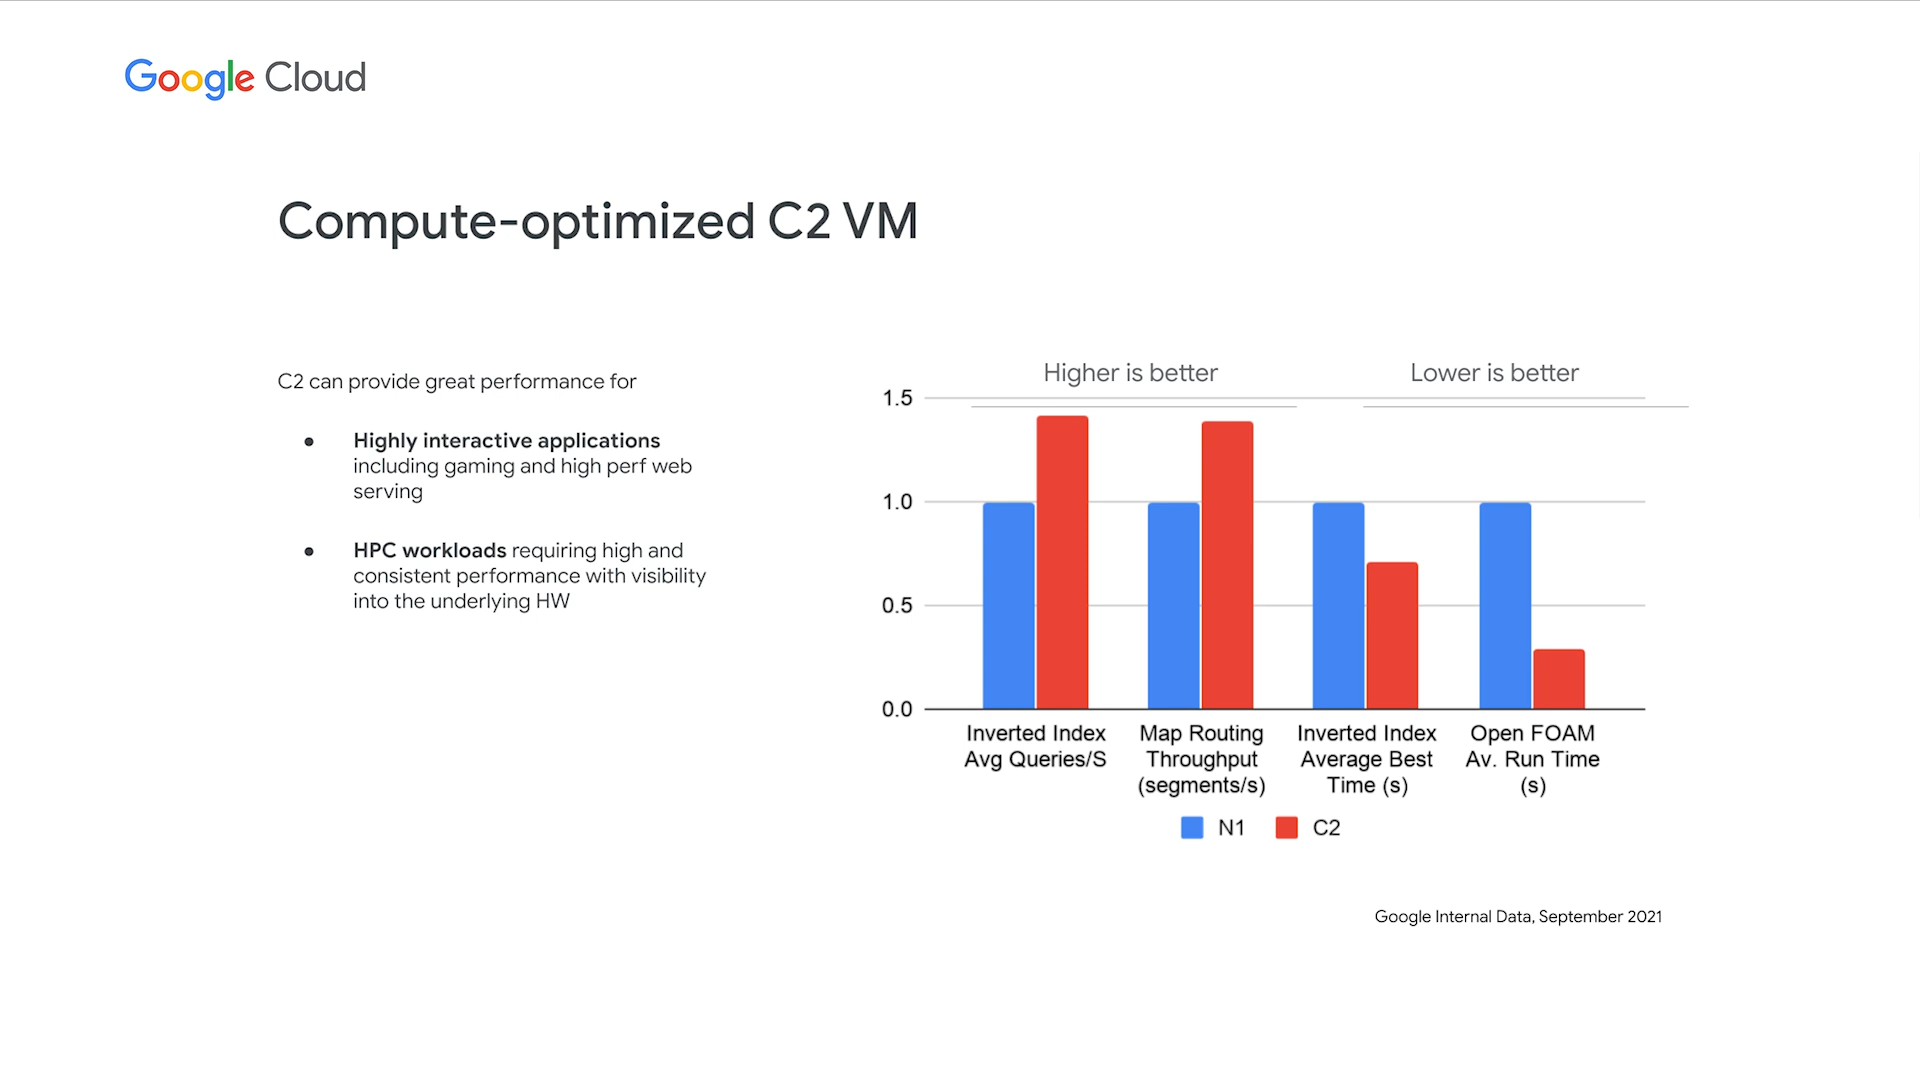 Google Cloud
Compute-optimized C2 VM
C2 can provide great performance for
● Highly interactive applications
including gaming and high perf web
serving
● HPC workloads requiring high and
consistent performance with visibility
into the underlying HW
Higher is better
Lower is better
1.5
1.0
0.5
0.0
Inverted Index
Avg Queries/S
Map Routing
Throughput
(segments/s)
Inverted Index
Average Best
Time (s)
Open FOAM
Av. Run Time
(s)
N1
C2
Google Internal Data, September 2021